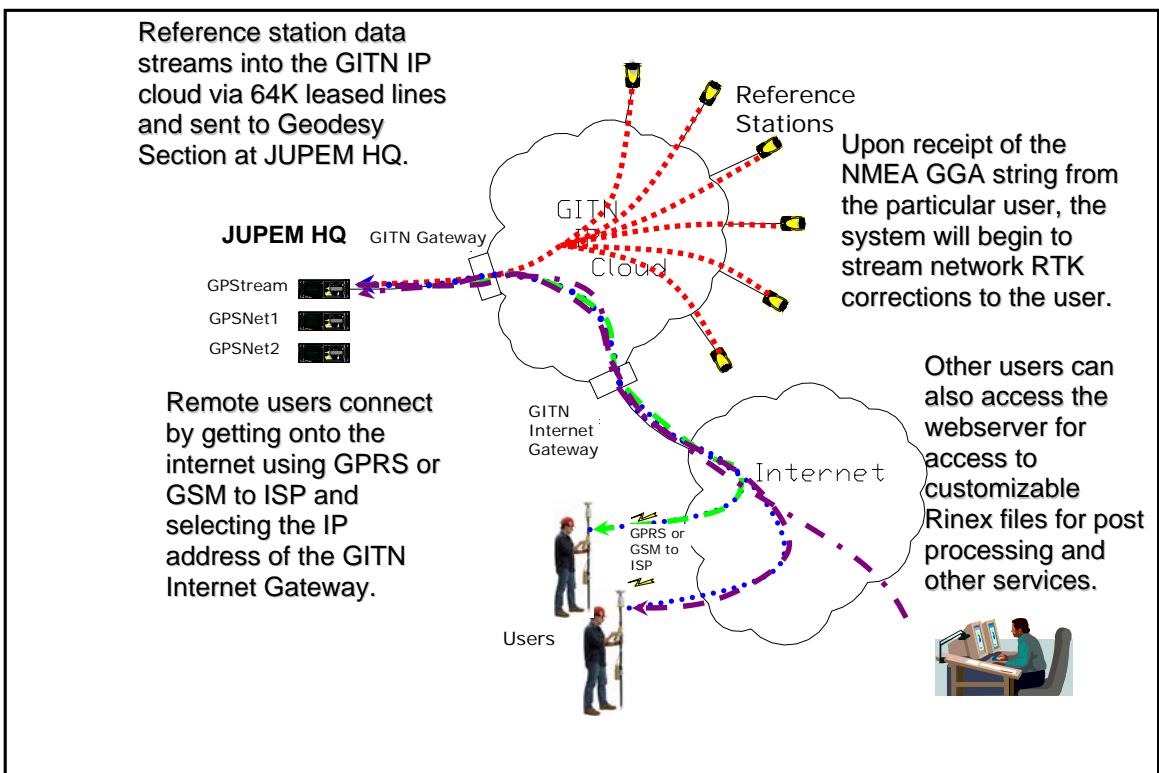 Reference station data
streams into the GITN IP
cloud via 64K leased lines
and sent to Geodesy
Section at JUPEM HQ.
Reference
Stations
Upon receipt of the
NMEA GGA string from
the particular user, the
system will begin to
stream network RTK
corrections to the user.
GITN
IP
Cloud
JUPEM HQ
GITN Gateway
GPStream
GPSNet1
GPSNet2
Remote users connect
by getting onto the
internet using GPRS or
GSM to ISP and
selecting the IP
address of the GITN
Internet Gateway.
GITN
Internet
Gateway
Internet
Other users can
also access the
webserver for
access to
customizable
Rinex files for post
processing and
other services.
GPRS or
GSM to
ISP
Users